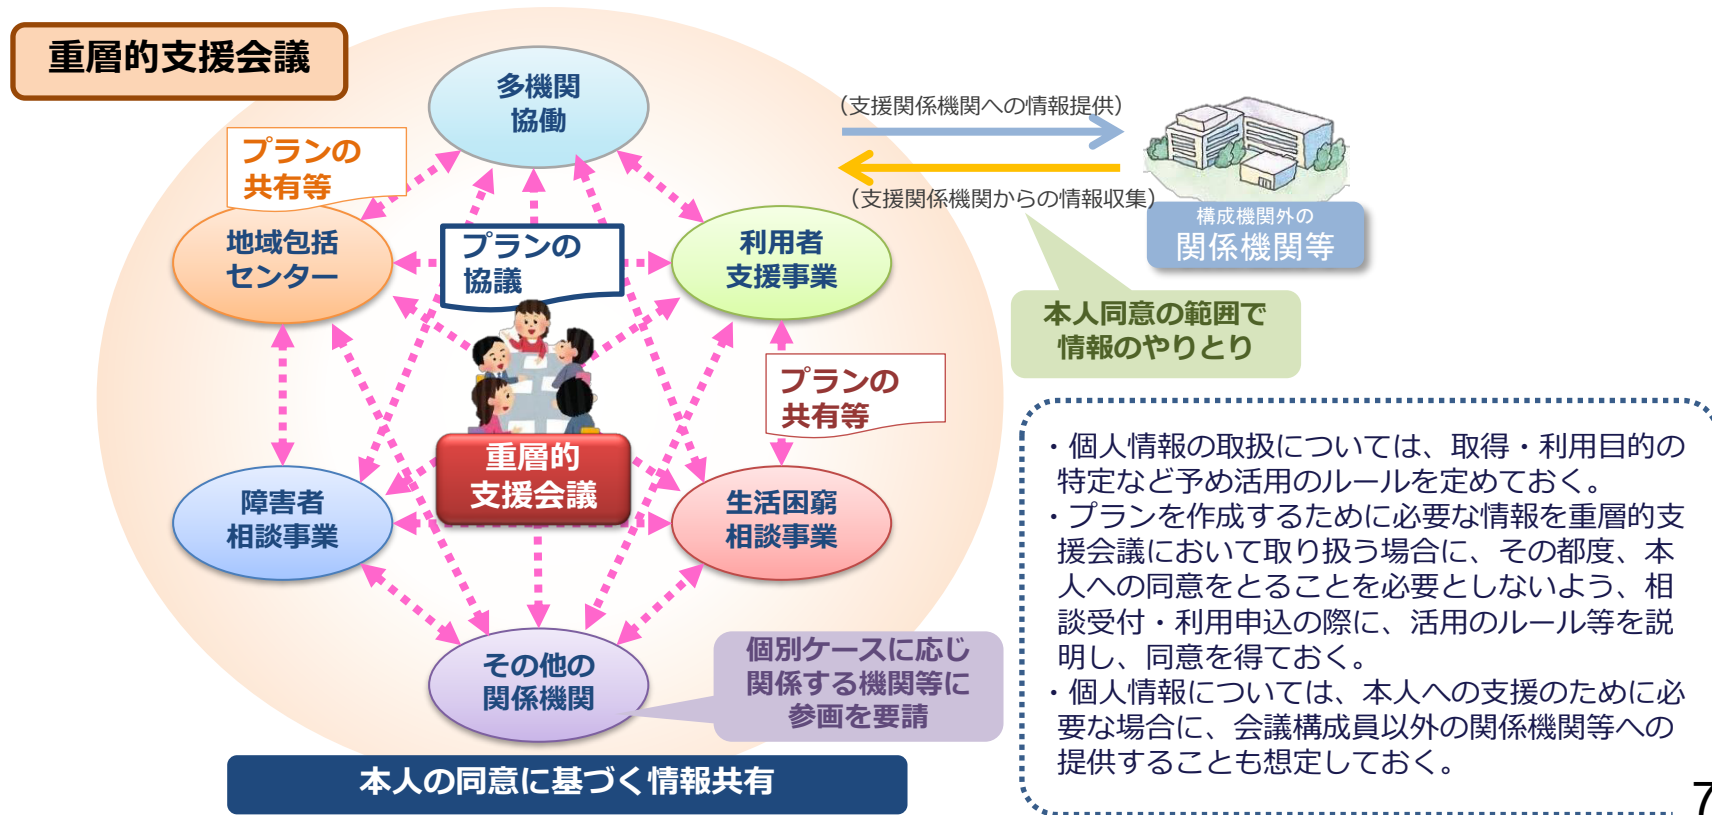 重層的支援会議
多機関
協働
プランの
共有等
地域包括
センター
プランの
協議
利用者
支援事業
プランの
共有等
重層的
支援会議
障害者
相談事業
生活困窮
相談事業
その他の
関係機関
個別ケースに応じ
関係する機関等に
参画を要請
本人の同意に基づく情報共有
（支援関係機関への情報提供）
（支援関係機関からの情報収集）
構成機関外の
関係機関等
本人同意の範囲で
情報のやりとり
・個人情報の取扱については、取得・利用目的の
特定など予め活用のルールを定めておく。
・プランを作成するために必要な情報を重層的支
援会議において取り扱う場合に、その都度、本
人への同意をとることを必要としないよう、相
談受付・利用申込の際に、活用のルール等を説
明し、同意を得ておく。
・個人情報については、本人への支援のために必
要な場合に、会議構成員以外の関係機関等への
提供することも想定しておく。
7